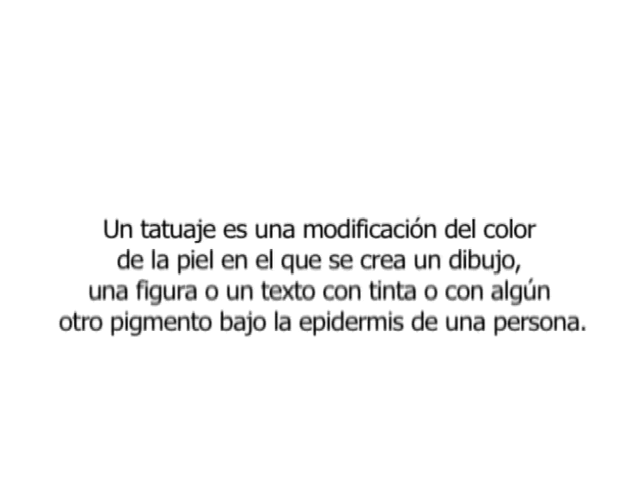 Un tatuaje es una modificación del color
de la piel en el que se crea un dibujo,
una figura o un texto con tinta o con algún
otro pigmento bajo la epidermis de una persona.